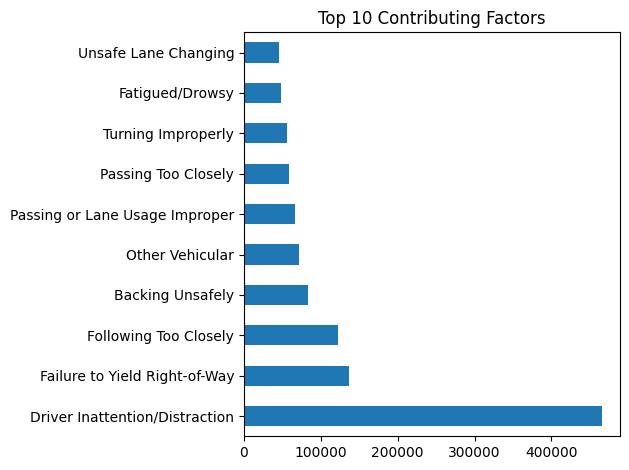 Top 10 Contributing Factors
Unsafe Lane Changing
Fatigued/Drowsy
Turning Improperly
Passing Too Closely
Passing or Lane Usage Improper
Other Vehicular
Backing Unsafely
Following Too Closely
Failure to Yield Right-of-Way
Driver Inattention/Distraction
0 100000 200000 300000 400000